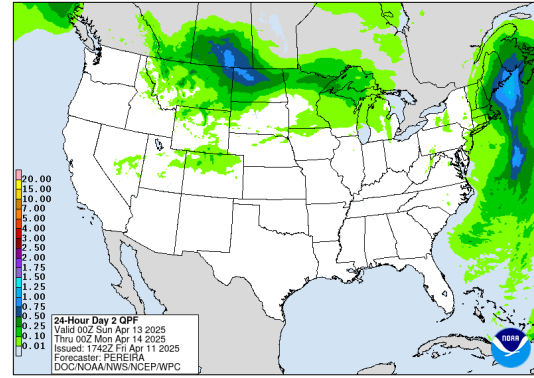 20.00
15.00
10.00
7.00
5.00
4.00
3.00
2.50
2.00
1.75
1.50
1.25
1.00
0.75
0.50
0.25
0.10
0.01
24-Hour Day 2 QPF
Valid 00Z Sun Apr 13 2025
Thru 00Z Mon Apr 14 2025
Issued: 1742Z Fri Apr 11 2025
Forecaster: PEREIRA
DOC/NOAA/NWS/NCEP/WPC
NOAA